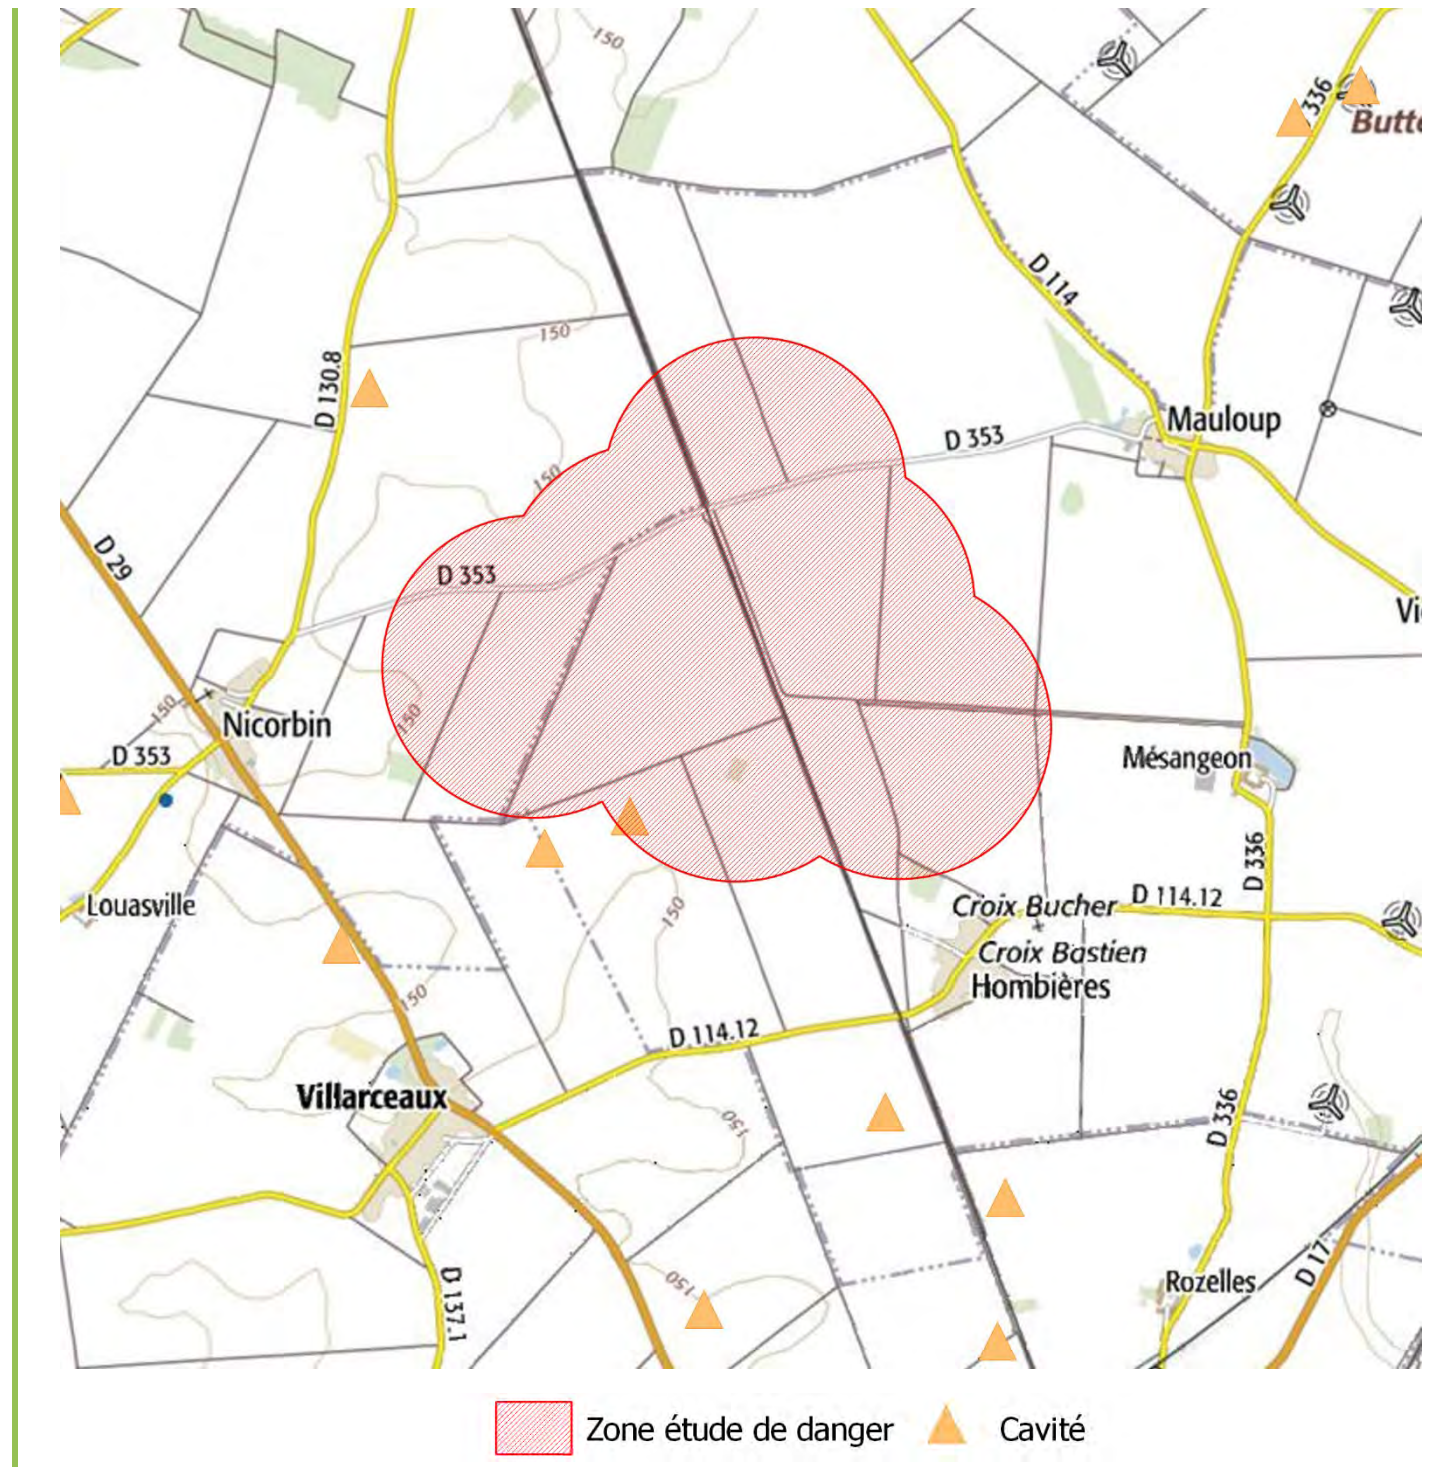 150
336
Butte
D 114
150
D 130.8
Mauloup
D 353
150
D 29
D 353
Vi
150
Nicorbin
150
D 353
Mésangeon
D 336
Louasville
Croix Bucher
D 114.12
150
Croix Bastien
Hombières
150
D 114.12
Villarceaux
150
D 336
D 17
150
Rozelles
D 137.1
Zone étude de danger
Cavité